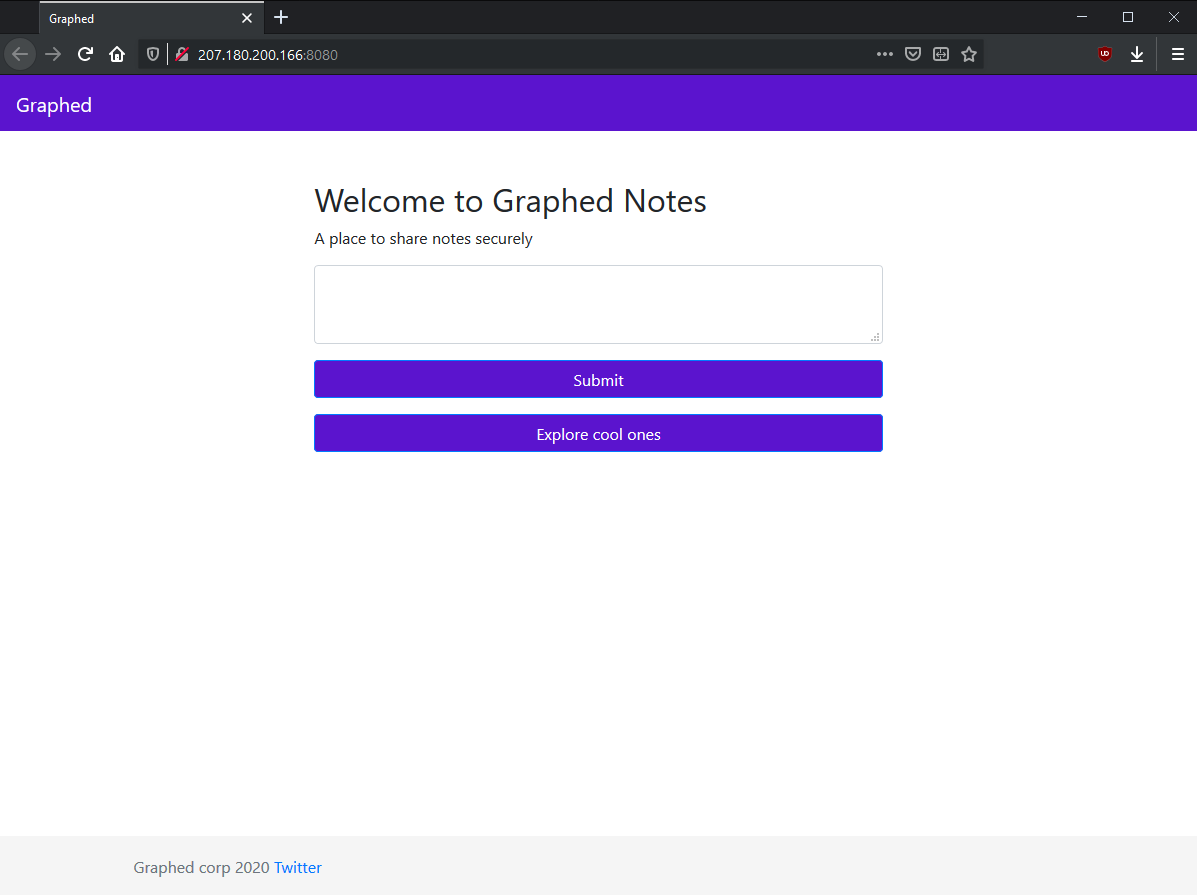 Graphed
207.180.200.166:8080
Graphed
Welcome to Graphed Notes
A place to share notes securely
Submit
Explore cool ones
Graphed corp 2020 Twitter